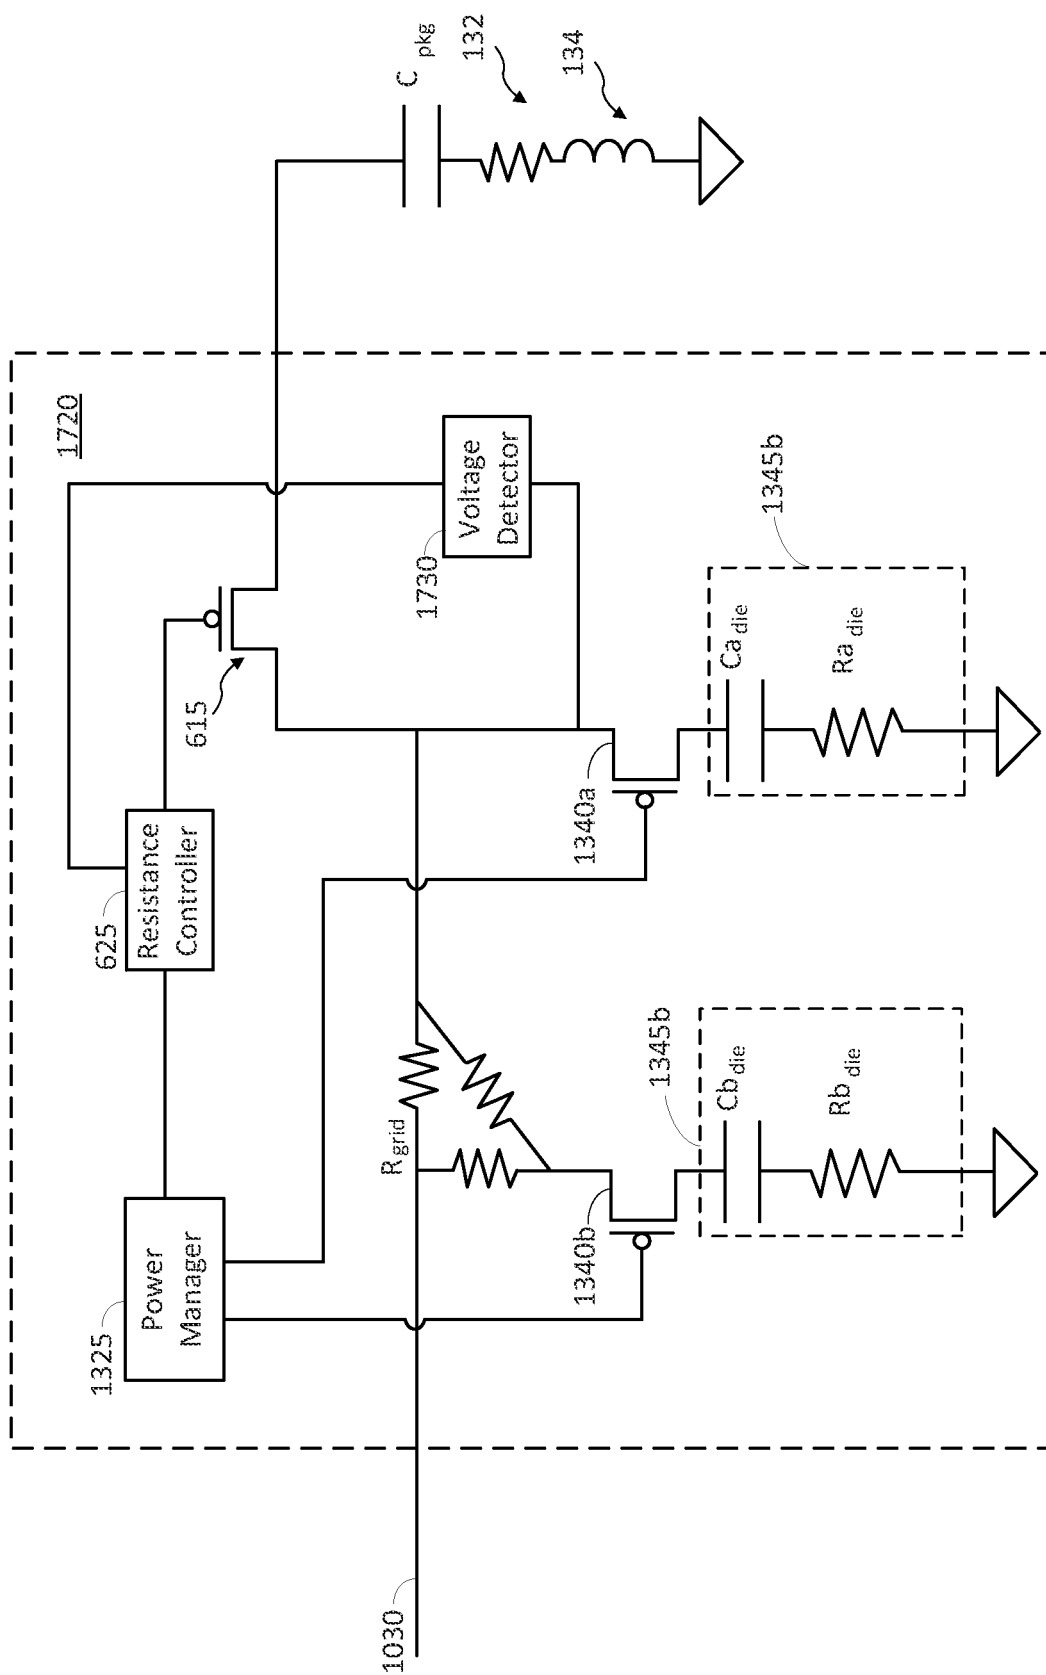 1720
1325
Power
Manager
625
Resistance
Controller
615
1730
Voltage
Detector
C pkg
132
134
1030
R grid
1340b
1345b
Cb die
Rb die
1340a
1345b
Ca die
Ra die